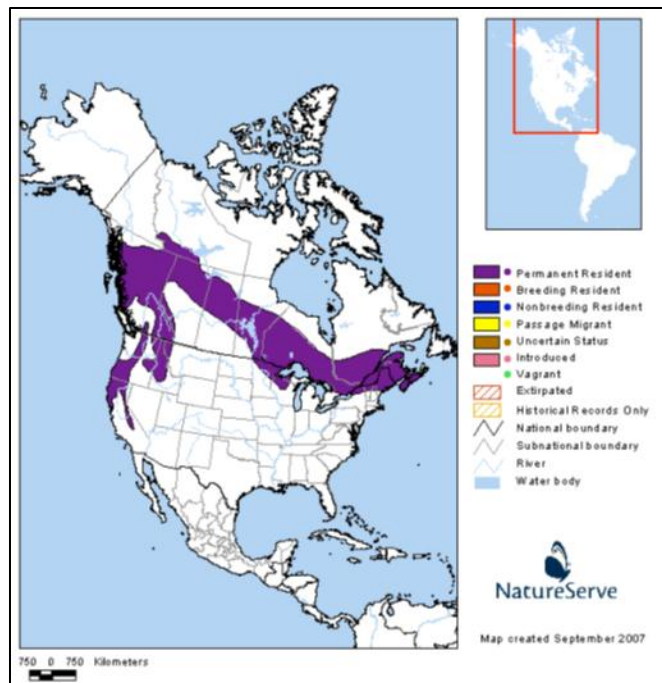 Permanent Resident
Breeding Resident
Nonbreeding Resident
Passage Migrant
Uncertain Status
Introduced
Vagrant
Extirpated
Historical Records Only
National boundary
Subnational boundary
River
Water body
NatureServe
Map created September 2007
750 0 750 Kilometers